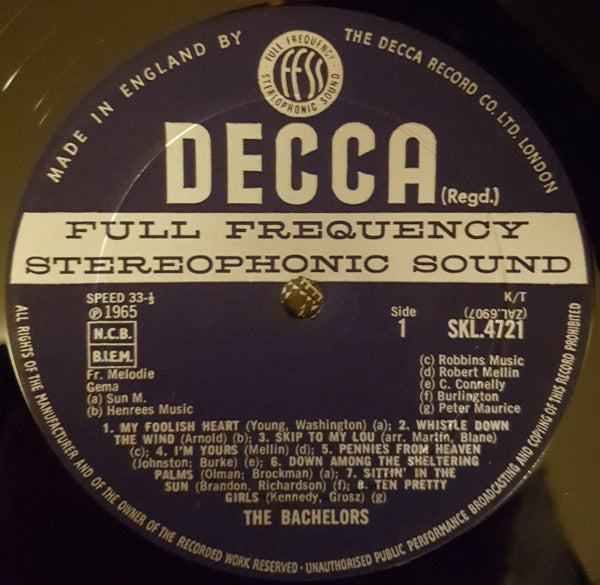 MADE IN ENGLAND BY
THE DECCA RECORD CO. LTD. LONDON
FULL FREQUENCY
ffss
STEREOPHONIC SOUND
DECCA (Regd.)
FULL FREQUENCY
STEREOPHONIC SOUND
SPEED 33-⅓
℗1965
N.C.B.
B.I.E.M.
Fr. Melodie
Gema
(a) Sun M.
(b) Henrees Music
Side
1
K/T
(ZAL.6907)
SKL.4721
(c) Robbins Music
(d) Robert Mellin
(e) C. Connelly
(f) Burlington
(g) Peter Maurice
1. MY FOOLISH HEART (Young, Washington) (a); 2. WHISTLE DOWN
THE WIND (Arnold) (b); 3. SKIP TO MY LOU (arr. Martin, Blane)
(c); 4. I'M YOURS (Mellin) (d); 5. PENNIES FROM HEAVEN
(Johnston; Burke) (e); 6. DOWN AMONG THE SHELTERING
PALMS (Olman; Brockman) (a); 7. SITTIN' IN THE
SUN (Brandon, Richardson) (f); 8. TEN PRETTY
GIRLS (Kennedy, Grosz) (g)
THE BACHELORS
ALL RIGHTS OF THE MANUFACTURER AND OF THE OWNER OF THE RECORDED WORK RESERVED · UNAUTHORISED PUBLIC PERFORMANCE BROADCASTING AND COPYING OF THIS RECORD PROHIBITED